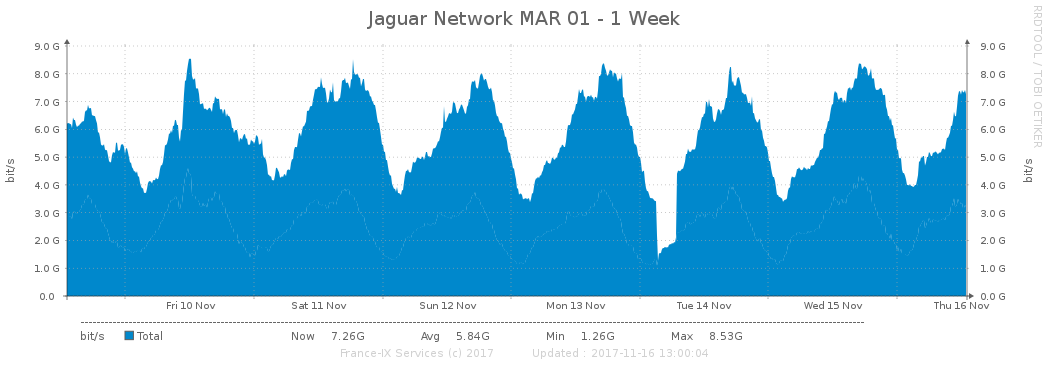 Jaguar Network MAR 01 - 1 Week
RRDTOOL / TOBI OETIKER
9.0 G 9.0 G
8.0 G 8.0 G
7.0 G 7.0 G
6.0 G 6.0 G
5.0 G 5.0 G
4.0 G 4.0 G
3.0 G 3.0 G
2.0 G 2.0 G
1.0 G 1.0 G
0.0 0.0 G
bit/s bit/s
Fri 10 Nov Sat 11 Nov Sun 12 Nov Mon 13 Nov Tue 14 Nov Wed 15 Nov Thu 16 Nov
bit/s Total Now 7.26G Avg 5.84G Min 1.26G Max 8.53G
France-IX Services (c) 2017 Updated : 2017-11-16 13:00:04